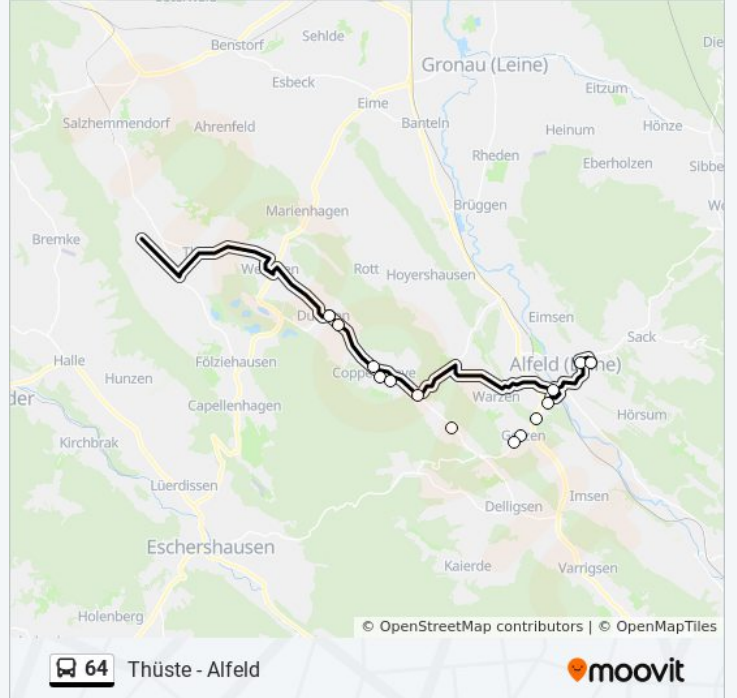 Sehlde
Die
Benstorf
Gronau (Leine)
Esbeck
Eitzum
Eime
Salzhemmendorf
Ahrenfeld
Banteln
Heinum
Hönze
Rheden
Eberholzen
Sibbe
Marienhagen
Brüggen
Bremke
Rott
Hoyershausen
Eimsen
Sack
Halle
Hunzen
Fölziehausen
Alfeld (Leine)
der
Capellenhagen
Warzen
Hörsum
Kirchbrak
Lüerdissen
Imsen
Delligsen
Eschershausen
Kaierde
Varrigsen
Holenberg
© OpenStreetMap contributors | © OpenMapTiles
64 Thüste - Alfeld
moovit